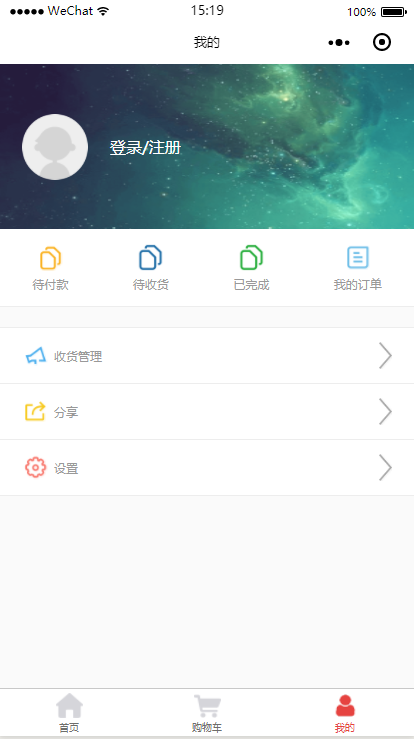 WeChat 15:19 100%
我的
登录/注册
待付款 待收货 已完成 我的订单
收货管理
分享
设置
首页 购物车 我的